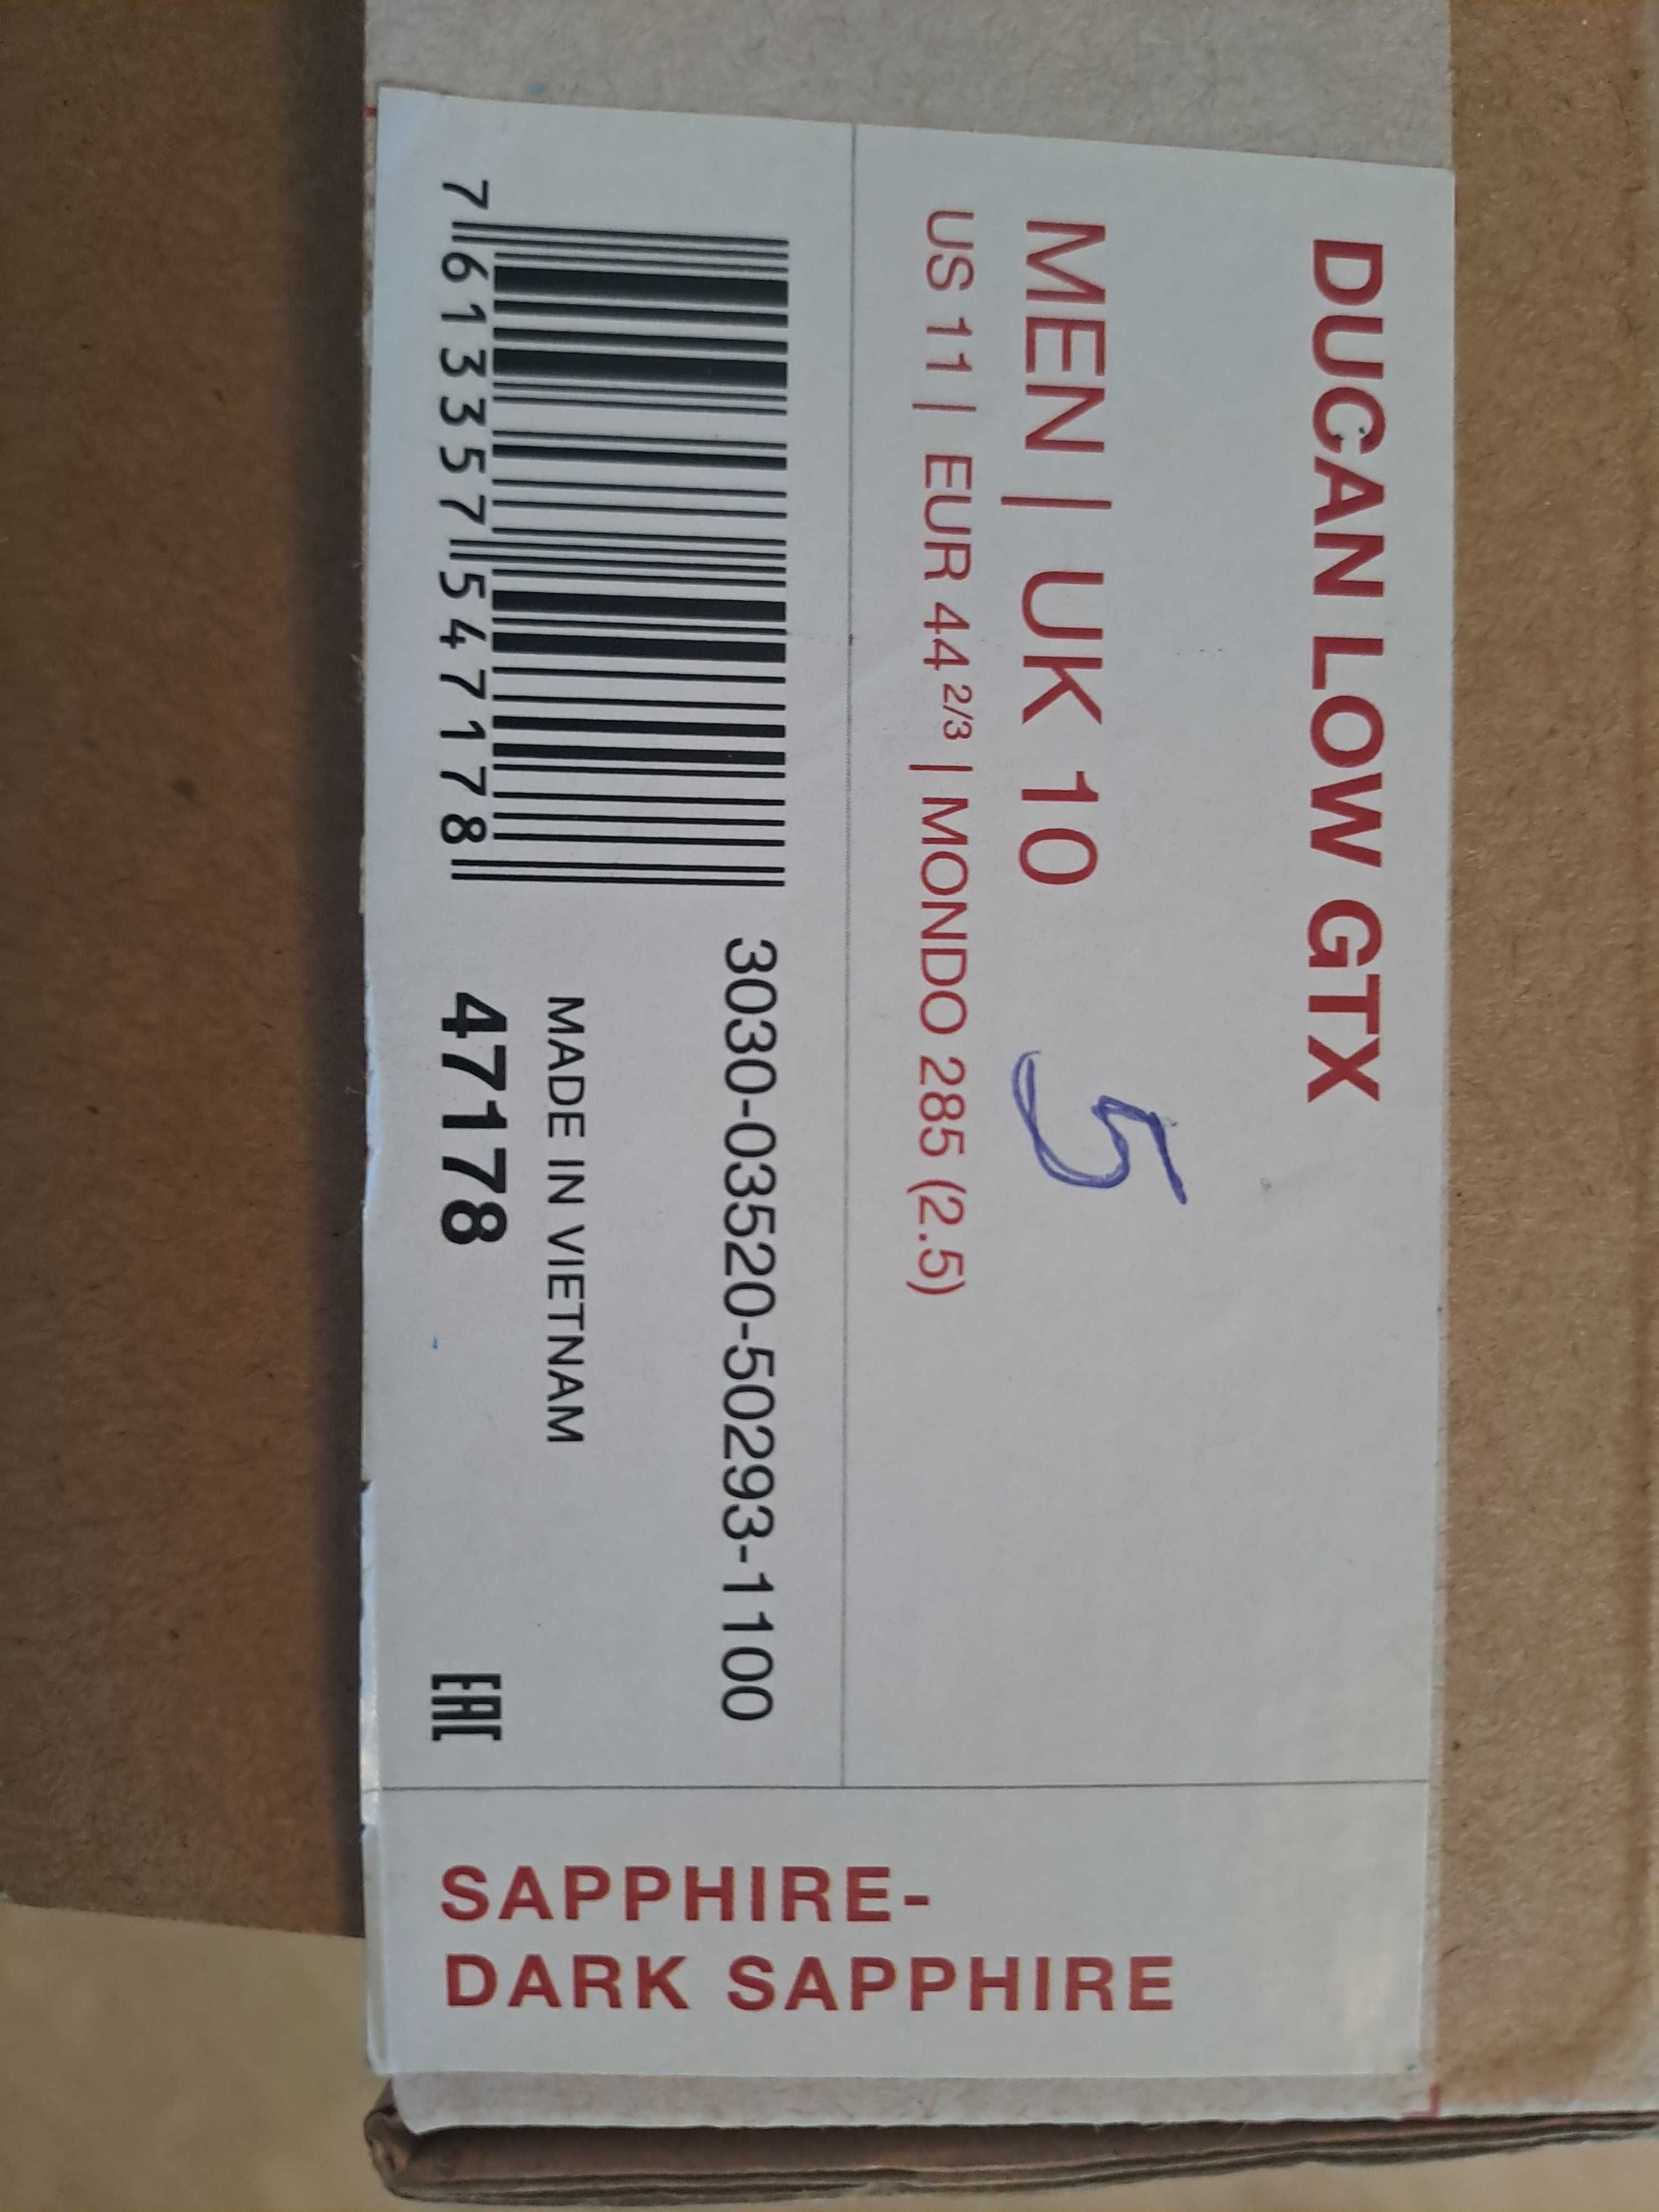 DUCAN LOW GTX
MEN | UK 10 5
US 11 | EUR 44 2/3 | MONDO 285 (2.5)
3030-03520-50293-1100
MADE IN VIETNAM
7 613357 547178
47178
EAC
SAPPHIRE-
DARK SAPPHIRE